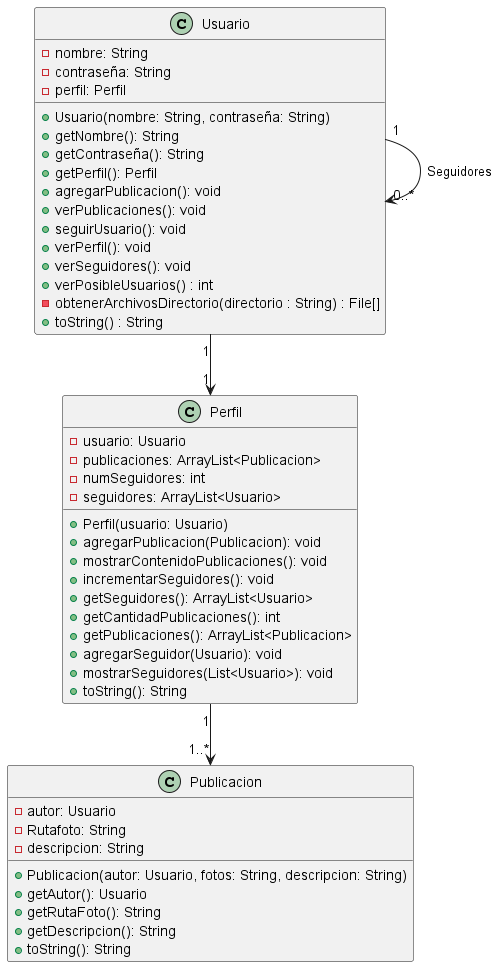 C Usuario
nombre: String
contraseña: String
perfil: Perfil
Usuario(nombre: String, contraseña: String)
getNombre(): String
getContraseña(): String
getPerfil(): Perfil
agregarPublicacion(): void
verPublicaciones(): void
seguirUsuario(): void
verPerfil(): void
verSeguidores(): void
verPosibleUsuarios() : int
obtenerArchivosDirectorio(directorio : String) : File[]
toString() : String
1
Seguidores
0..*
1
1
C Perfil
usuario: Usuario
publicaciones: ArrayList<Publicacion>
numSeguidores: int
seguidores: ArrayList<Usuario>
Perfil(usuario: Usuario)
agregarPublicacion(Publicacion): void
mostrarContenidoPublicaciones(): void
incrementarSeguidores(): void
getSeguidores(): ArrayList<Usuario>
getCantidadPublicaciones(): int
getPublicaciones(): ArrayList<Publicacion>
agregarSeguidor(Usuario): void
mostrarSeguidores(List<Usuario>): void
toString(): String
1
1..*
C Publicacion
autor: Usuario
Rutafoto: String
descripcion: String
Publicacion(autor: Usuario, fotos: String, descripcion: String)
getAutor(): Usuario
getRutaFoto(): String
getDescripcion(): String
toString(): String